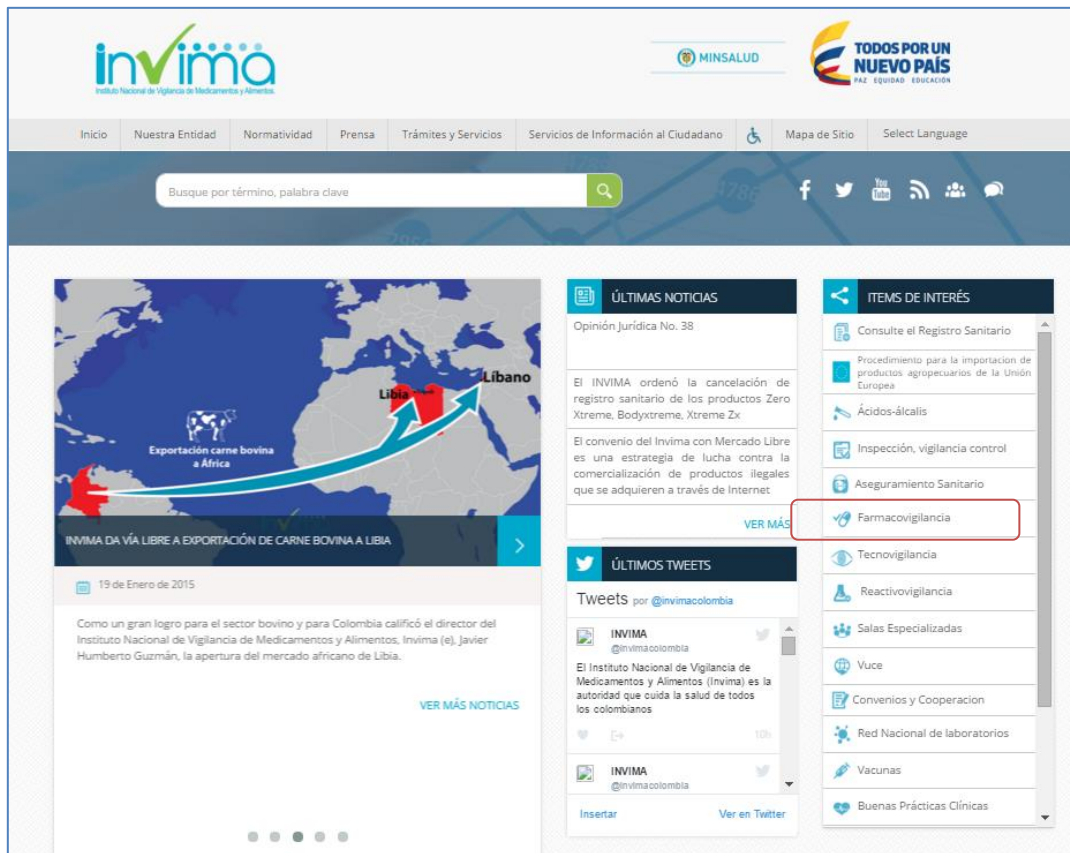 invima
Instituto Nacional de Vigilancia de Medicamentos y Alimentos.
MINSALUD
TODOS POR UN
NUEVO PAÍS
PAZ EQUIDAD EDUCACIÓN
Inicio
Nuestra Entidad
Normatividad
Prensa
Trámites y Servicios
Servicios de Información al Ciudadano
Mapa de Sitio
Select Language
Busque por término, palabra clave
4786
You
Tube
Líbano
Libia
Exportación carne bovina
a África
INVIMA DA VÍA LIBRE A EXPORTACIÓN DE CARNE BOVINA A LIBIA
19 de Enero de 2015
Como un gran logro para el sector bovino y para Colombia calificó el director del
Instituto Nacional de Vigilancia de Medicamentos y Alimentos, Invima (e), Javier
Humberto Guzmán, la apertura del mercado africano de Libia.
VER MÁS NOTICIAS
ÚLTIMAS NOTICIAS
Opinión Jurídica No. 38
El INVIMA ordenó la cancelación de
registro sanitario de los productos Zero
Xtreme, Bodyxtreme, Xtreme Zx
El convenio del Invima con Mercado Libre
es una estrategia de lucha contra la
comercialización de productos ilegales
que se adquieren a través de Internet
VER MÁS
ÚLTIMOS TWEETS
Tweets por @invimacolombia
INVIMA
@invimacolombia
El Instituto Nacional de Vigilancia de
Medicamentos y Alimentos (Invima) es la
autoridad que cuida la salud de todos
los colombianos
10h
INVIMA
@invimacolombia
Insertar
Ver en Twitter
ITEMS DE INTERÉS
Consulte el Registro Sanitario
Procedimiento para la importacion de
productos agropecuarios de la Unión
Europea
Ácidos-álcalis
Inspección, vigilancia control
Aseguramiento Sanitario
Farmacovigilancia
Tecnovigilancia
Reactivovigilancia
Salas Especializadas
Vuce
Convenios y Cooperacion
Red Nacional de laboratorios
Vacunas
Buenas Prácticas Clínicas